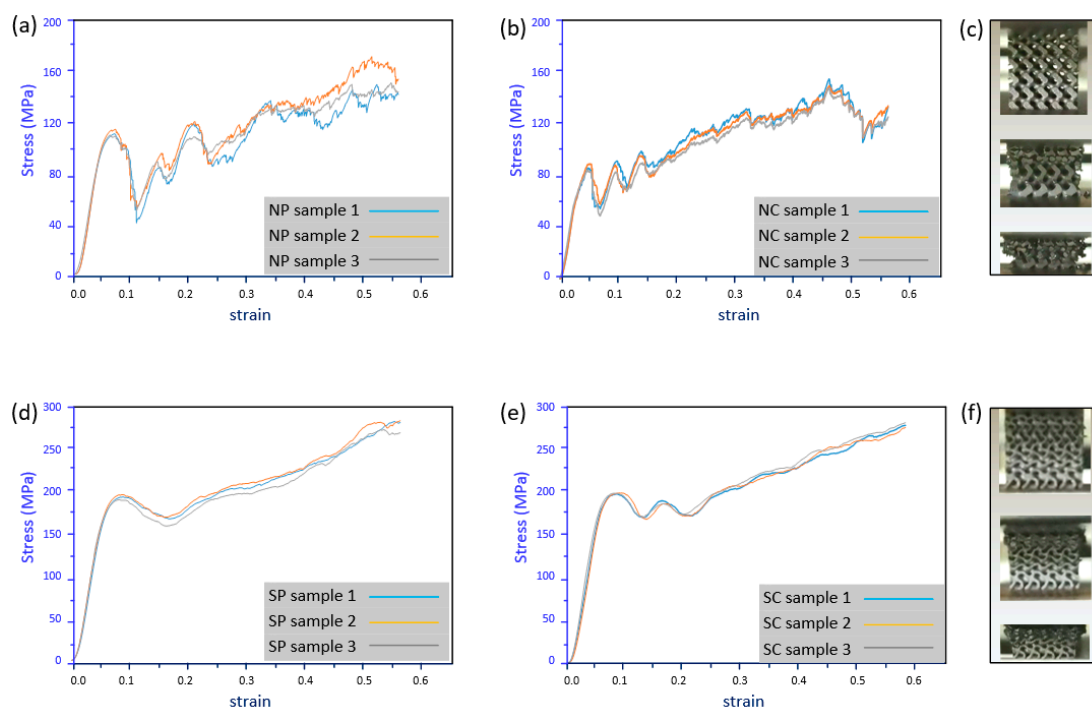 (a)
200
160
120
80
40
0
Stress (MPa)
NP sample 1
NP sample 2
NP sample 3
0.0 0.1 0.2 0.3 0.4 0.5 0.6
strain
(b)
200
160
120
80
40
0
Stress (MPa)
NC sample 1
NC sample 2
NC sample 3
0.0 0.1 0.2 0.3 0.4 0.5 0.6
strain
(c)
(d)
300
250
200
150
100
50
0
Stress (MPa)
SP sample 1
SP sample 2
SP sample 3
0.0 0.1 0.2 0.3 0.4 0.5 0.6
strain
(e)
300
250
200
150
100
50
0
Stress (MPa)
SC sample 1
SC sample 2
SC sample 3
0.0 0.1 0.2 0.3 0.4 0.5 0.6
strain
(f)